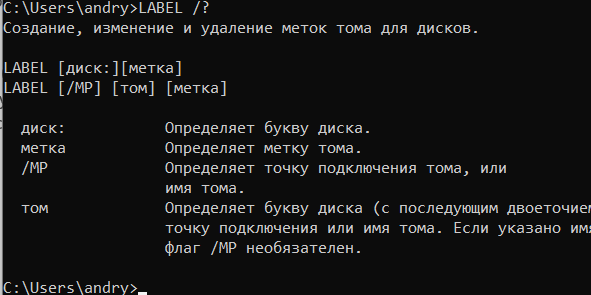 C:\Users\andry>LABEL /?
Создание, изменение и удаление меток тома для дисков.
LABEL [диск:][метка]
LABEL [/MP] [том] [метка]
диск: Определяет букву диска.
метка Определяет метку тома.
/MP Определяет точку подключения тома, или
имя тома.
том Определяет букву диска (с последующим двоеточием
точку подключения или имя тома. Если указано имя
флаг /MP необязателен.
C:\Users\andry>